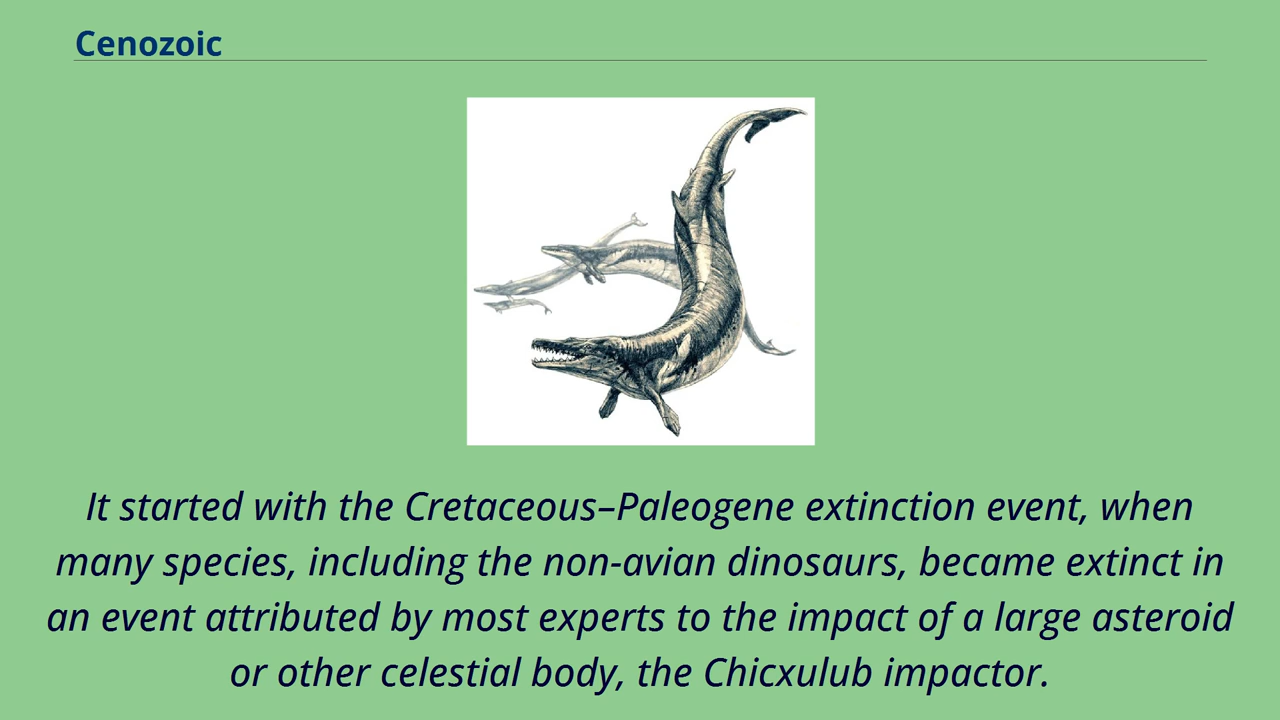 Cenozoic
It started with the Cretaceous–Paleogene extinction event, when
many species, including the non-avian dinosaurs, became extinct in
an event attributed by most experts to the impact of a large asteroid
or other celestial body, the Chicxulub impactor.